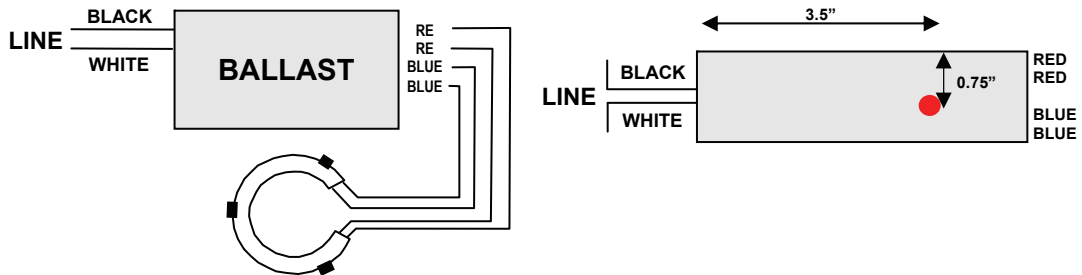 BLACK
LINE
WHITE
BALLAST
RE
RE
BLUE
BLUE
3.5”
BLACK
LINE
WHITE
0.75”
RED
RED
BLUE
BLUE